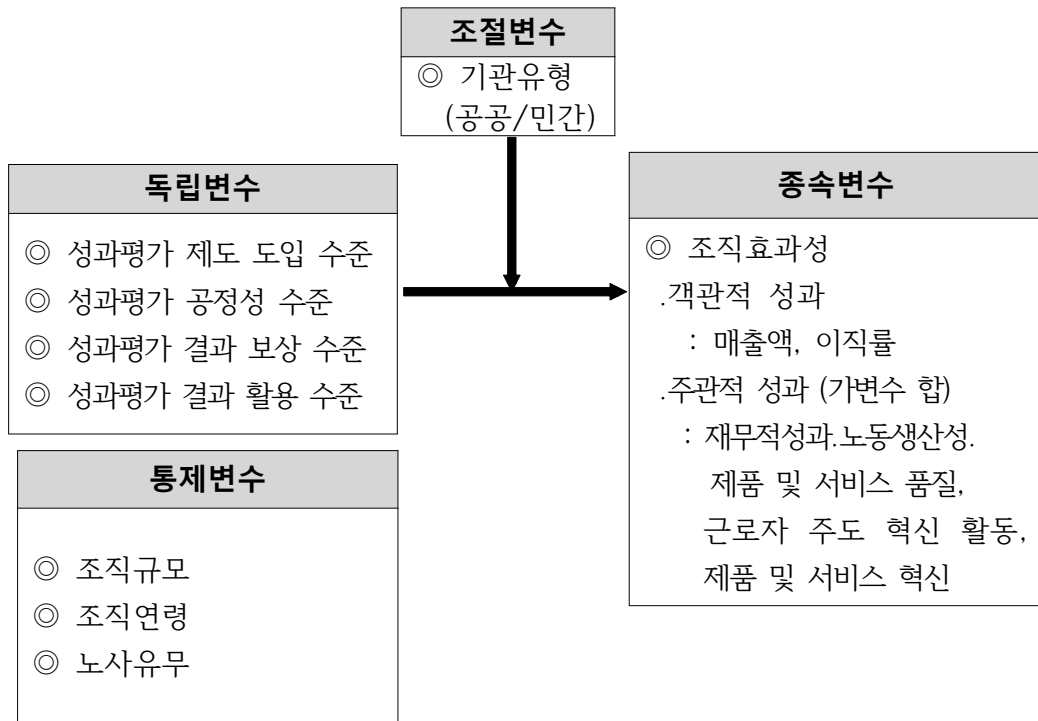 조절변수
◎ 기관유형
(공공/민간)
독립변수
◎ 성과평가 제도 도입 수준
◎ 성과평가 공정성 수준
◎ 성과평가 결과 보상 수준
◎ 성과평가 결과 활용 수준
통제변수
◎ 조직규모
◎ 조직연령
◎ 노사유무
종속변수
◎ 조직효과성
.객관적 성과
: 매출액, 이직률
.주관적 성과 (가변수 합)
: 재무적성과.노동생산성.
제품 및 서비스 품질,
근로자 주도 혁신 활동,
제품 및 서비스 혁신